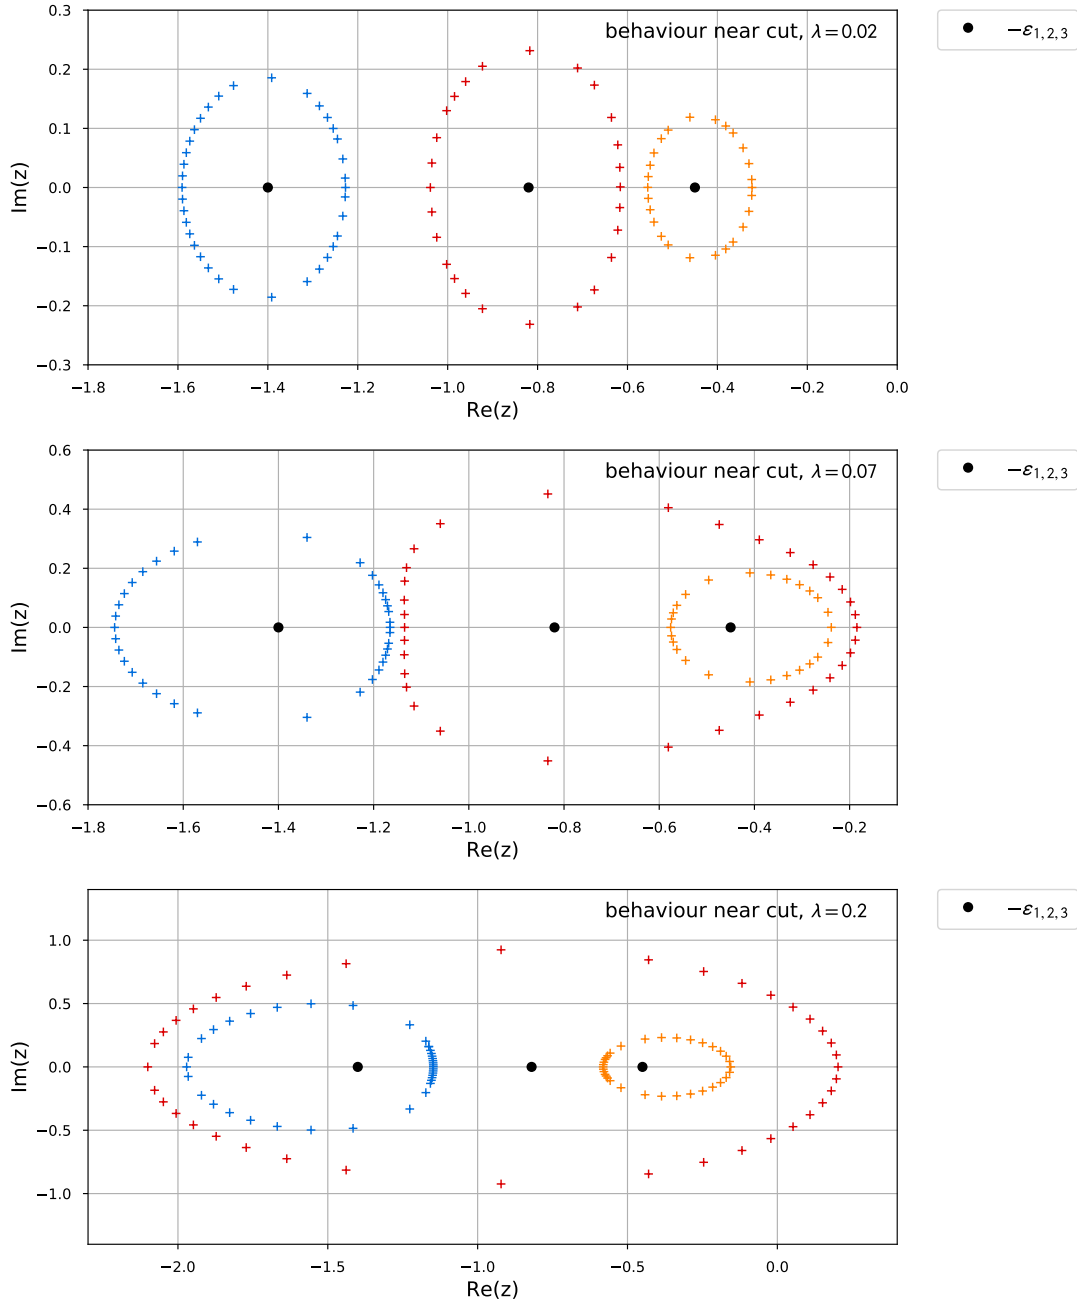 behaviour near cut, λ=0.02
−ε1,2,3
0.3
0.2
0.1
0.0
−0.1
−0.2
−0.3
Im(z)
−1.8 −1.6 −1.4 −1.2 −1.0 −0.8 −0.6 −0.4 −0.2 0.0
Re(z)
behaviour near cut, λ=0.07
−ε1,2,3
0.6
0.4
0.2
0.0
−0.2
−0.4
−0.6
Im(z)
−1.8 −1.6 −1.4 −1.2 −1.0 −0.8 −0.6 −0.4 −0.2
Re(z)
behaviour near cut, λ=0.2
−ε1,2,3
1.0
0.5
0.0
−0.5
−1.0
Im(z)
−2.0 −1.5 −1.0 −0.5 0.0
Re(z)